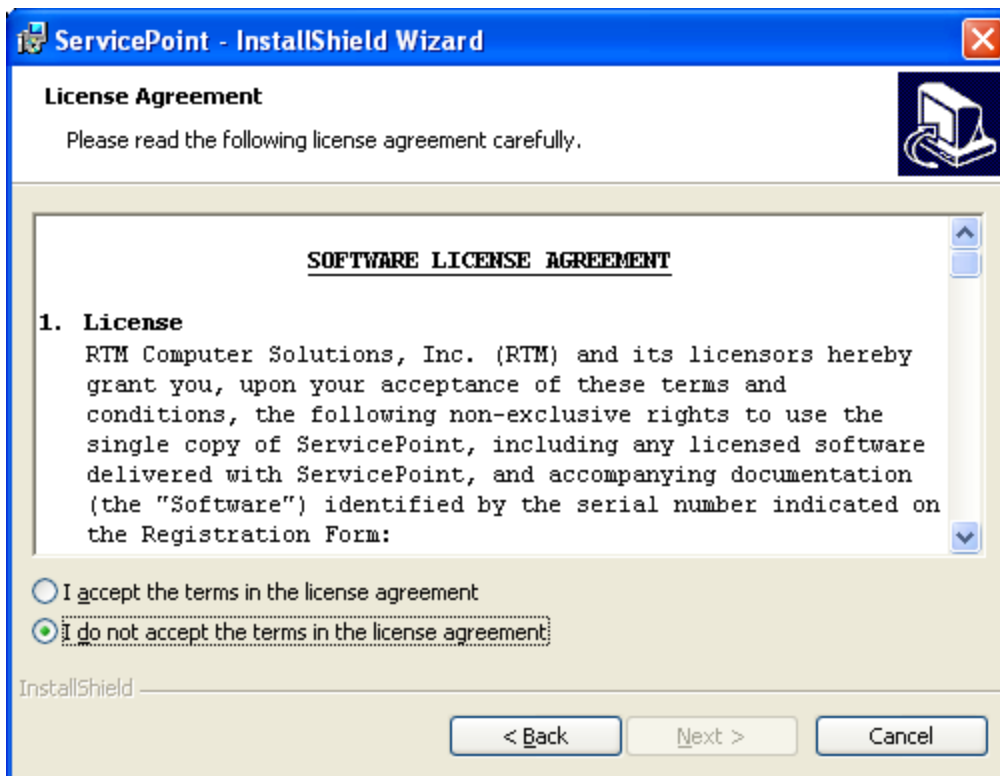 ServicePoint - InstallShield Wizard
License Agreement
Please read the following license agreement carefully.
SOFTWARE LICENSE AGREEMENT
1. License
RTM Computer Solutions, Inc. (RTM) and its licensors hereby
grant you, upon your acceptance of these terms and
conditions, the following non-exclusive rights to use the
single copy of ServicePoint, including any licensed software
delivered with ServicePoint, and accompanying documentation
(the "Software") identified by the serial number indicated on
the Registration Form:
I accept the terms in the license agreement
I do not accept the terms in the license agreement
InstallShield
< Back Next > Cancel